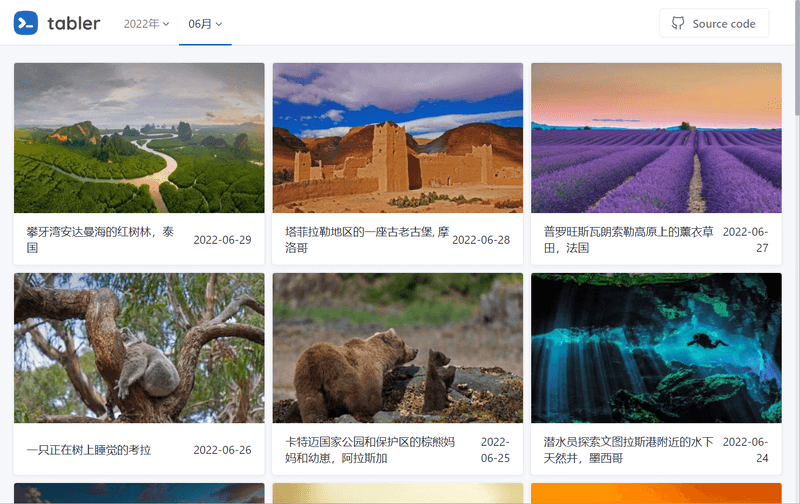 tabler 2022年 06月 Source code
攀牙湾安达曼海的红树林，泰
国
2022-06-29
塔菲拉勒地区的一座古老古堡, 摩
洛哥
2022-06-28
普罗旺斯瓦朗索勒高原上的薰衣草
田，法国
2022-06-
27
一只正在树上睡觉的考拉
2022-06-26
卡特迈国家公园和保护区的棕熊妈
妈和幼崽，阿拉斯加
2022-
06-25
潜水员探索文图拉斯港附近的水下
天然井，墨西哥
2022-06-
24